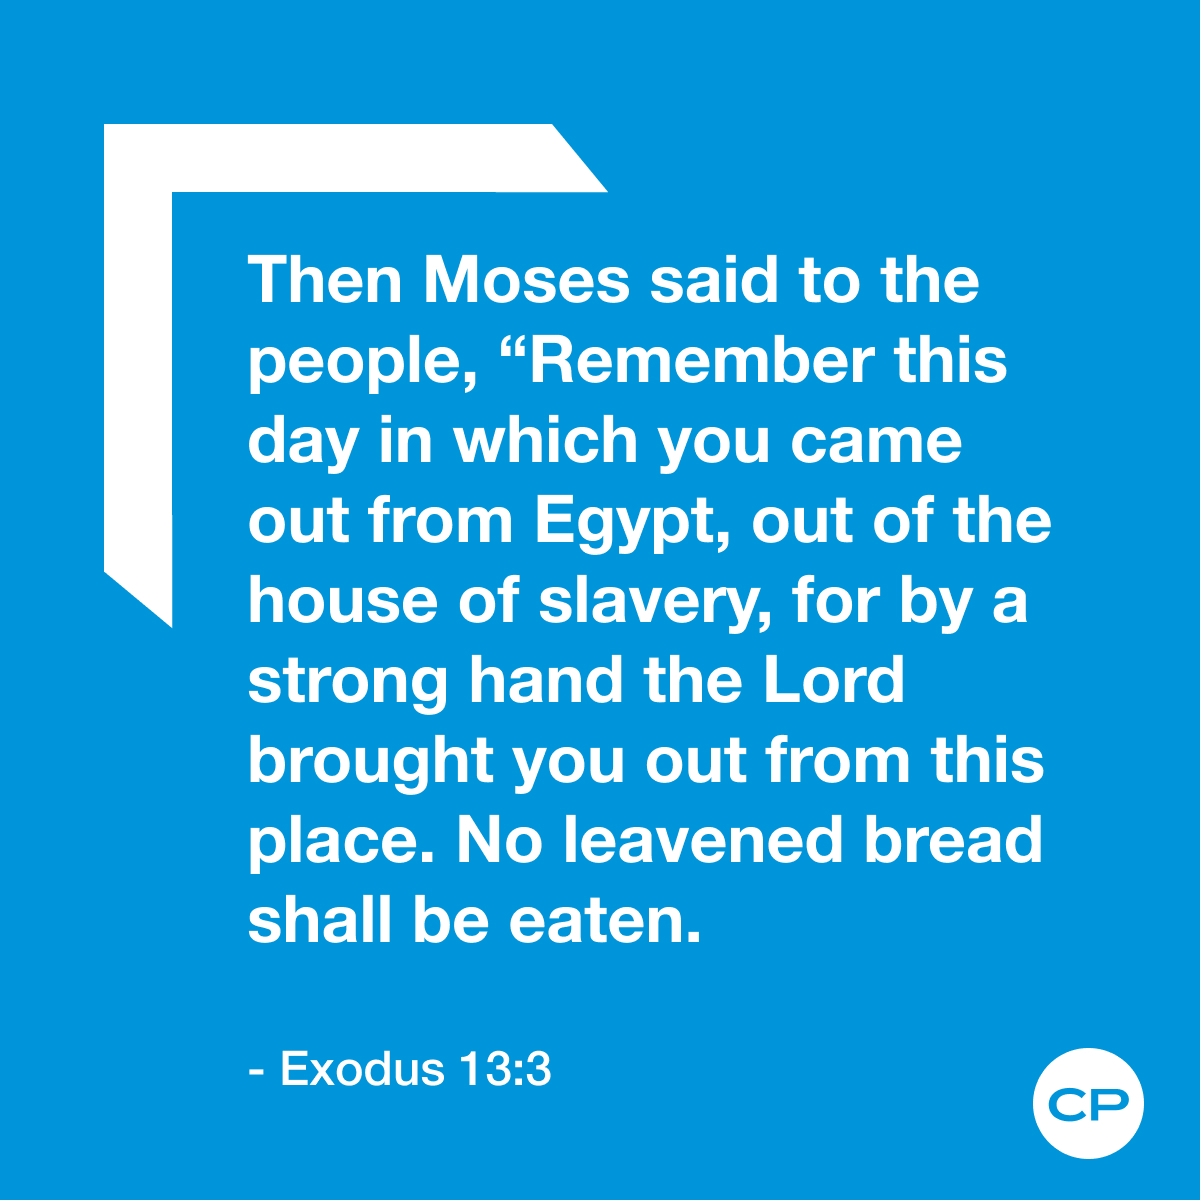 Then Moses said to the
people, “Remember this
day in which you came
out from Egypt, out of the
house of slavery, for by a
strong hand the Lord
brought you out from this
place. No leavened bread
shall be eaten.
- Exodus 13:3
CP